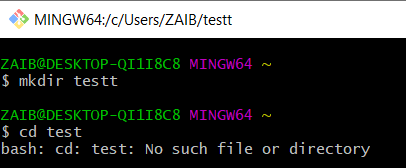 MINGW64:/c/Users/ZAIB/testt
ZAIB@DESKTOP-QI1I8C8 MINGW64 ~
$ mkdir testt
ZAIB@DESKTOP-QI1I8C8 MINGW64 ~
$ cd test
bash: cd: test: No such file or directory